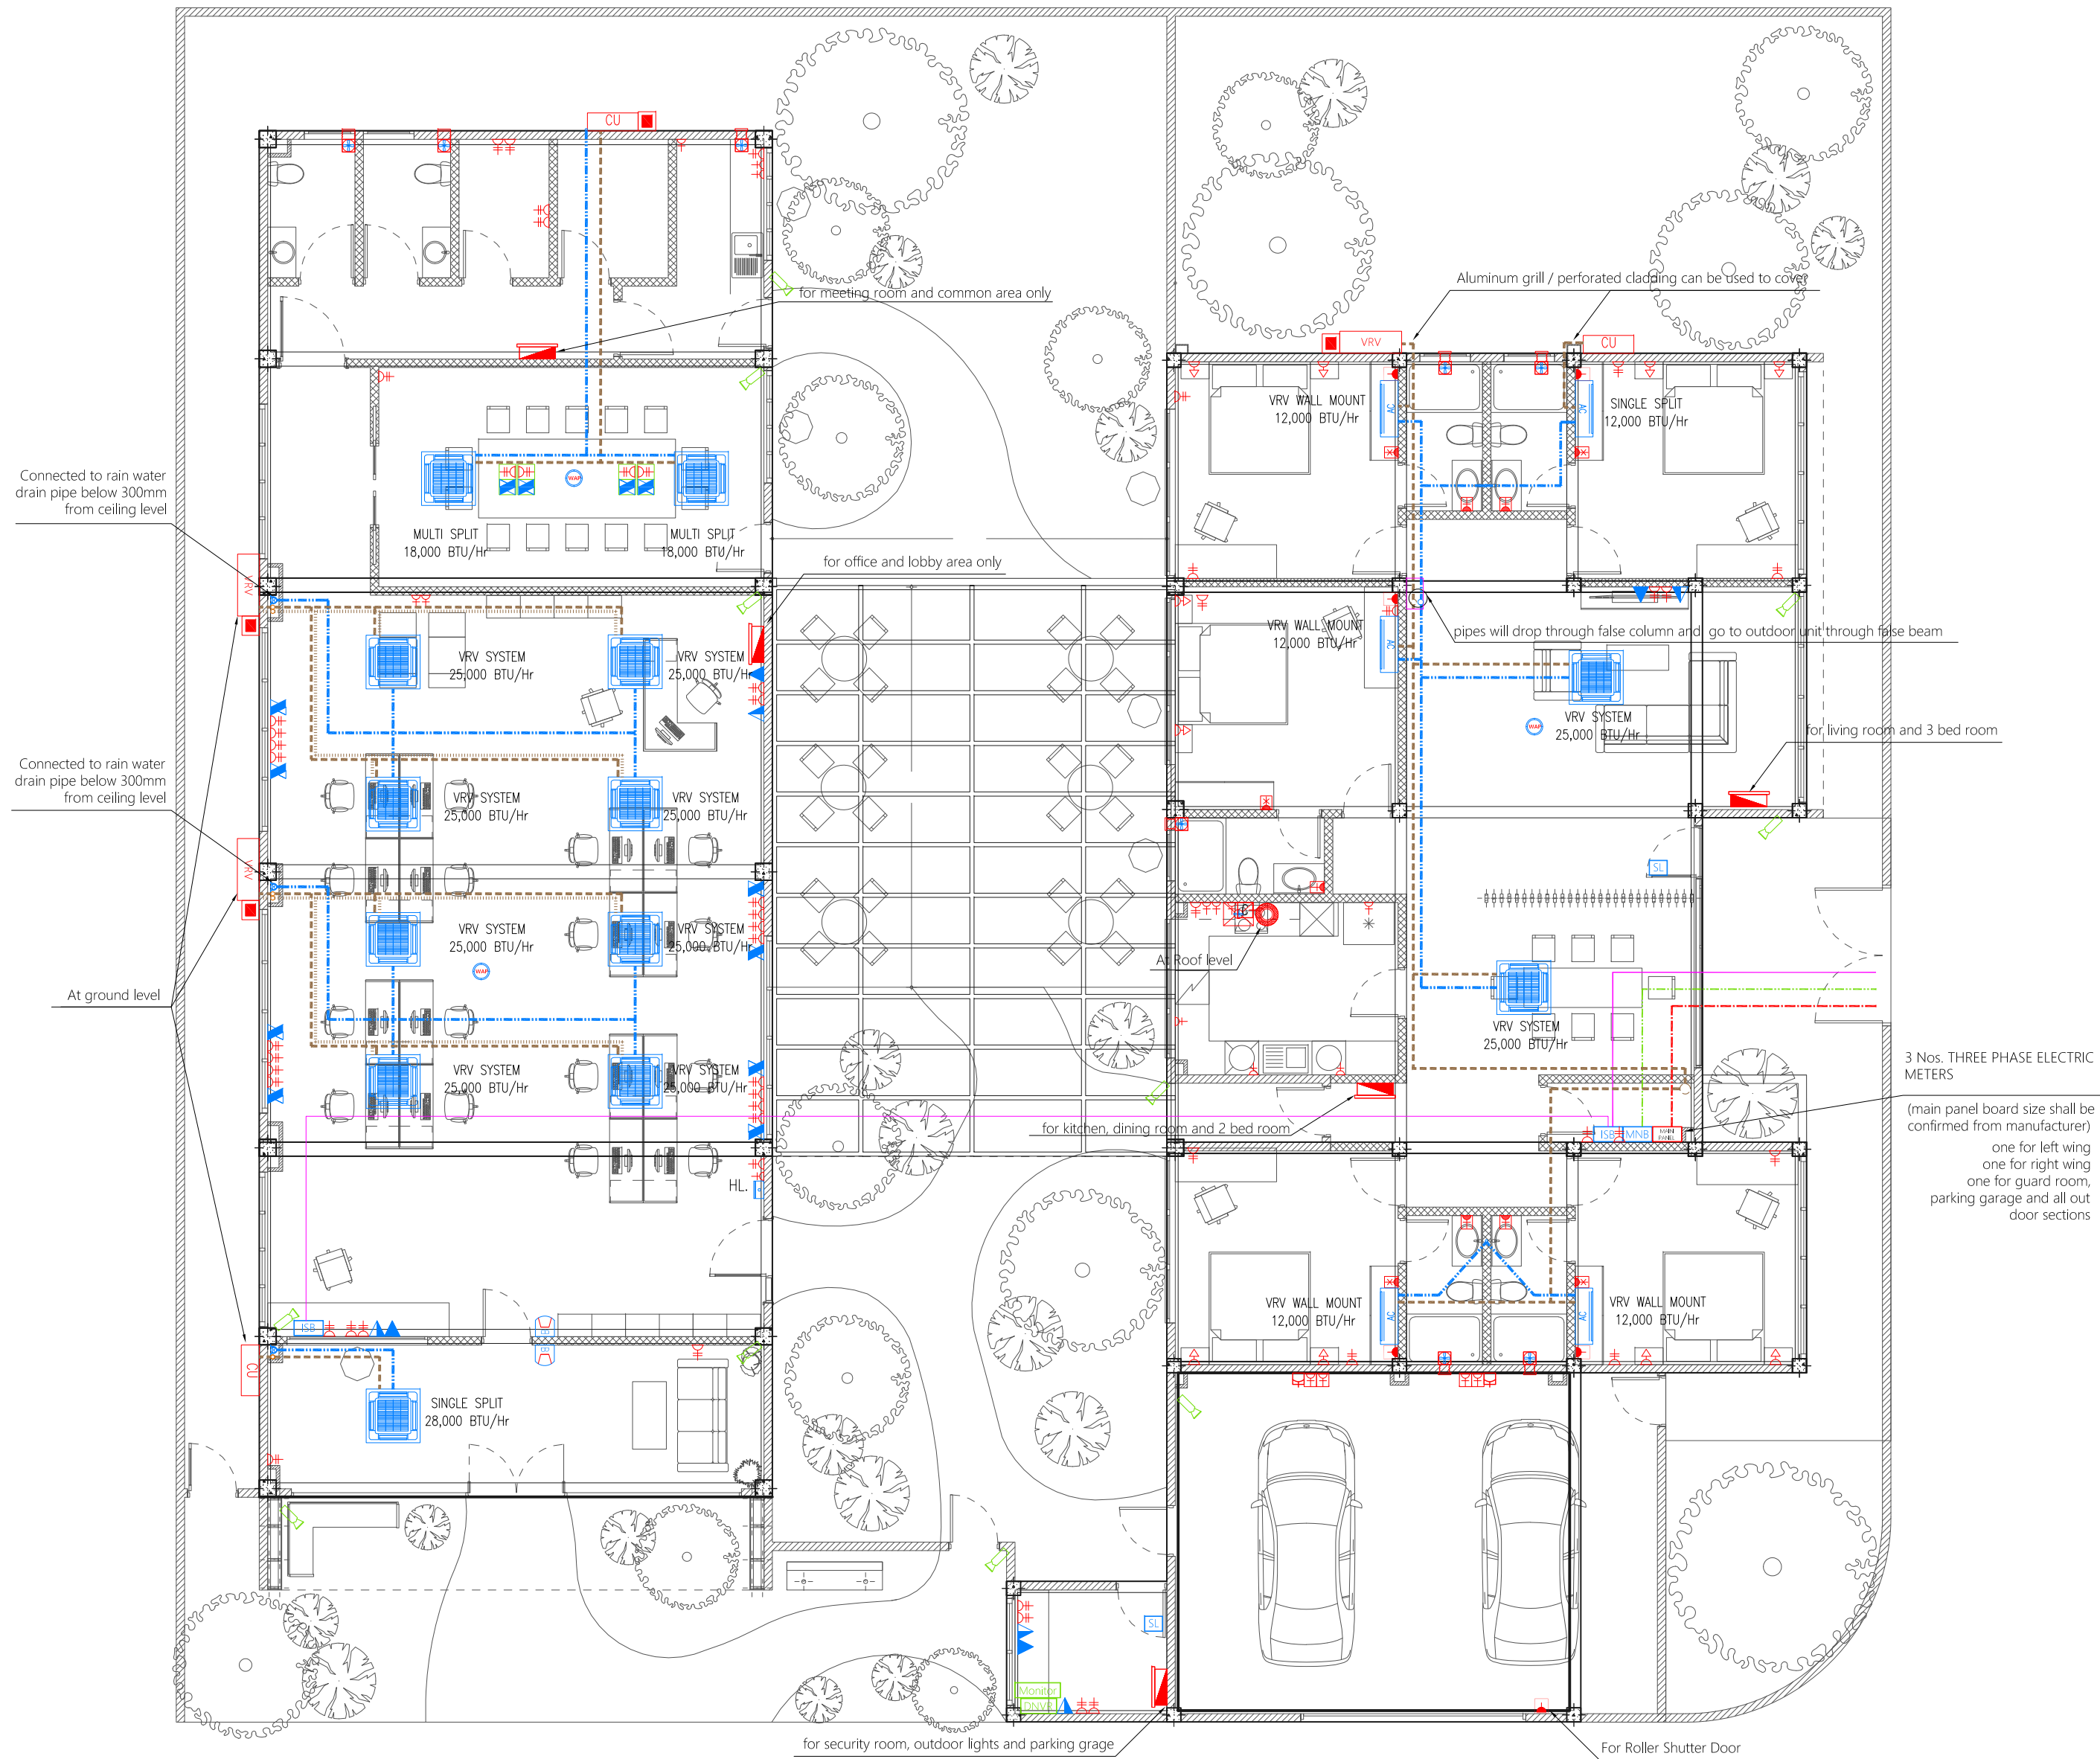 CU
for meeting room and common area only
Aluminum grill / perforated cladding can be used to cover
VRV
CU
VRV WALL MOUNT
12,000 BTU/Hr
AC
AC
SINGLE SPLIT
12,000 BTU/Hr
Connected to rain water
drain pipe below 300mm
from ceiling level
WAP
MULTI SPLIT
18,000 BTU/Hr
MULTI SPLIT
18,000 BTU/Hr
for office and lobby area only
VRV
VRV WALL MOUNT
12,000 BTU/Hr
AC
pipes will drop through false column and go to outdoor unit through false beam
VRV SYSTEM
25,000 BTU/Hr
VRV SYSTEM
25,000 BTU/Hr
VRV SYSTEM
25,000 BTU/Hr
WAP
for living room and 3 bed room
Connected to rain water
drain pipe below 300mm
from ceiling level
VRV SYSTEM
25,000 BTU/Hr
VRV SYSTEM
25,000 BTU/Hr
VRV
SL
VRV SYSTEM
25,000 BTU/Hr
VRV SYSTEM
25,000 BTU/Hr
WAP
At Roof level
At ground level
VRV SYSTEM
25,000 BTU/Hr
VRV SYSTEM
25,000 BTU/Hr
VRV SYSTEM
25,000 BTU/Hr
3 Nos. THREE PHASE ELECTRIC
METERS
(main panel board size shall be
confirmed from manufacturer)
one for left wing
one for right wing
one for guard room,
parking garage and all out
door sections
for kitchen, dining room and 2 bed room
ISB
MNB
MAIN
PANEL
HL.
VRV WALL MOUNT
12,000 BTU/Hr
AC
AC
VRV WALL MOUNT
12,000 BTU/Hr
ISB
B
B
CU
SINGLE SPLIT
28,000 BTU/Hr
SL
Monitor
DNVR
for security room, outdoor lights and parking grage
For Roller Shutter Door